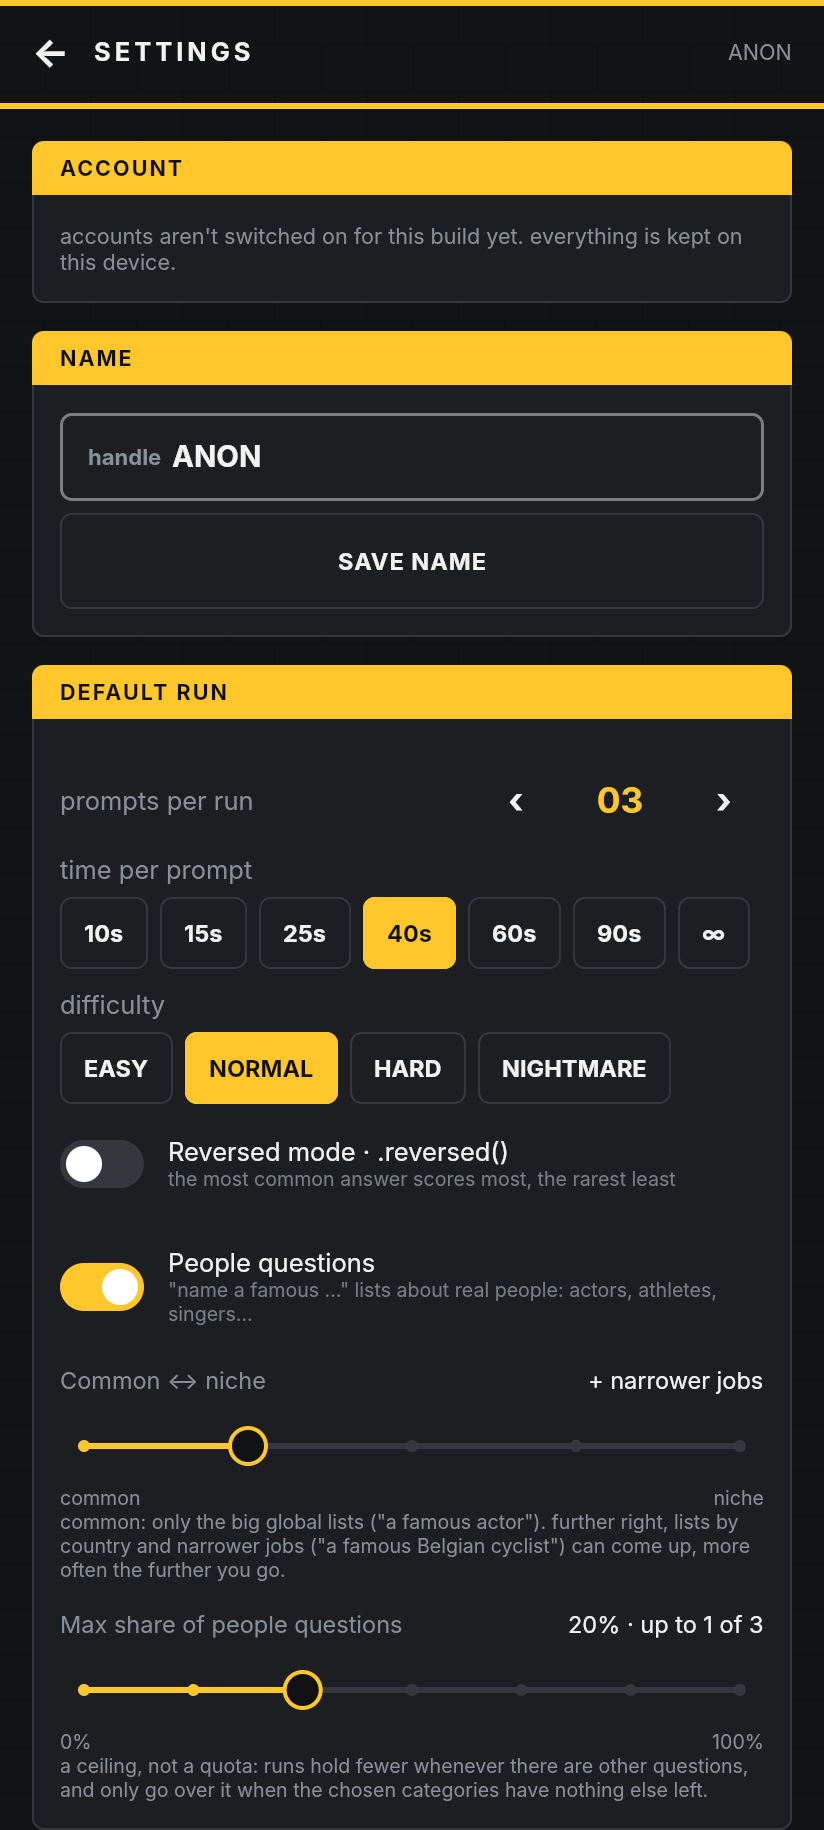 SETTINGS
ANON
ACCOUNT
accounts aren't switched on for this build yet. everything is kept on
this device.
NAME
handle ANON
SAVE NAME
DEFAULT RUN
prompts per run ‹ 03 ›
time per prompt
10s 15s 25s 40s 60s 90s ∞
difficulty
EASY NORMAL HARD NIGHTMARE
Reversed mode · .reversed()
the most common answer scores most, the rarest least
People questions
"name a famous …" lists about real people: actors, athletes,
singers…
Common ↔ niche + narrower jobs
common niche
common: only the big global lists ("a famous actor"). further right, lists by
country and narrower jobs ("a famous Belgian cyclist") can come up, more
often the further you go.
Max share of people questions 20% · up to 1 of 3
0% 100%
a ceiling, not a quota: runs hold fewer whenever there are other questions,
and only go over it when the chosen categories have nothing else left.